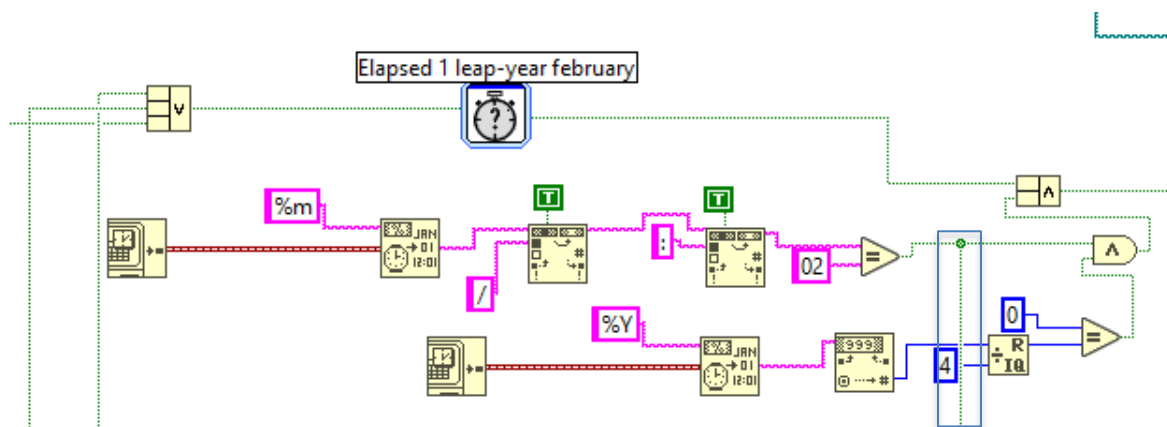 Elapsed 1 leap-year february
?
V
T
T
%m
%
JAN
01
12:01
#
:
/
#
02
=
Λ
Λ
%Y
%
JAN
01
12:01
999
#
4
0
R
IQ
=